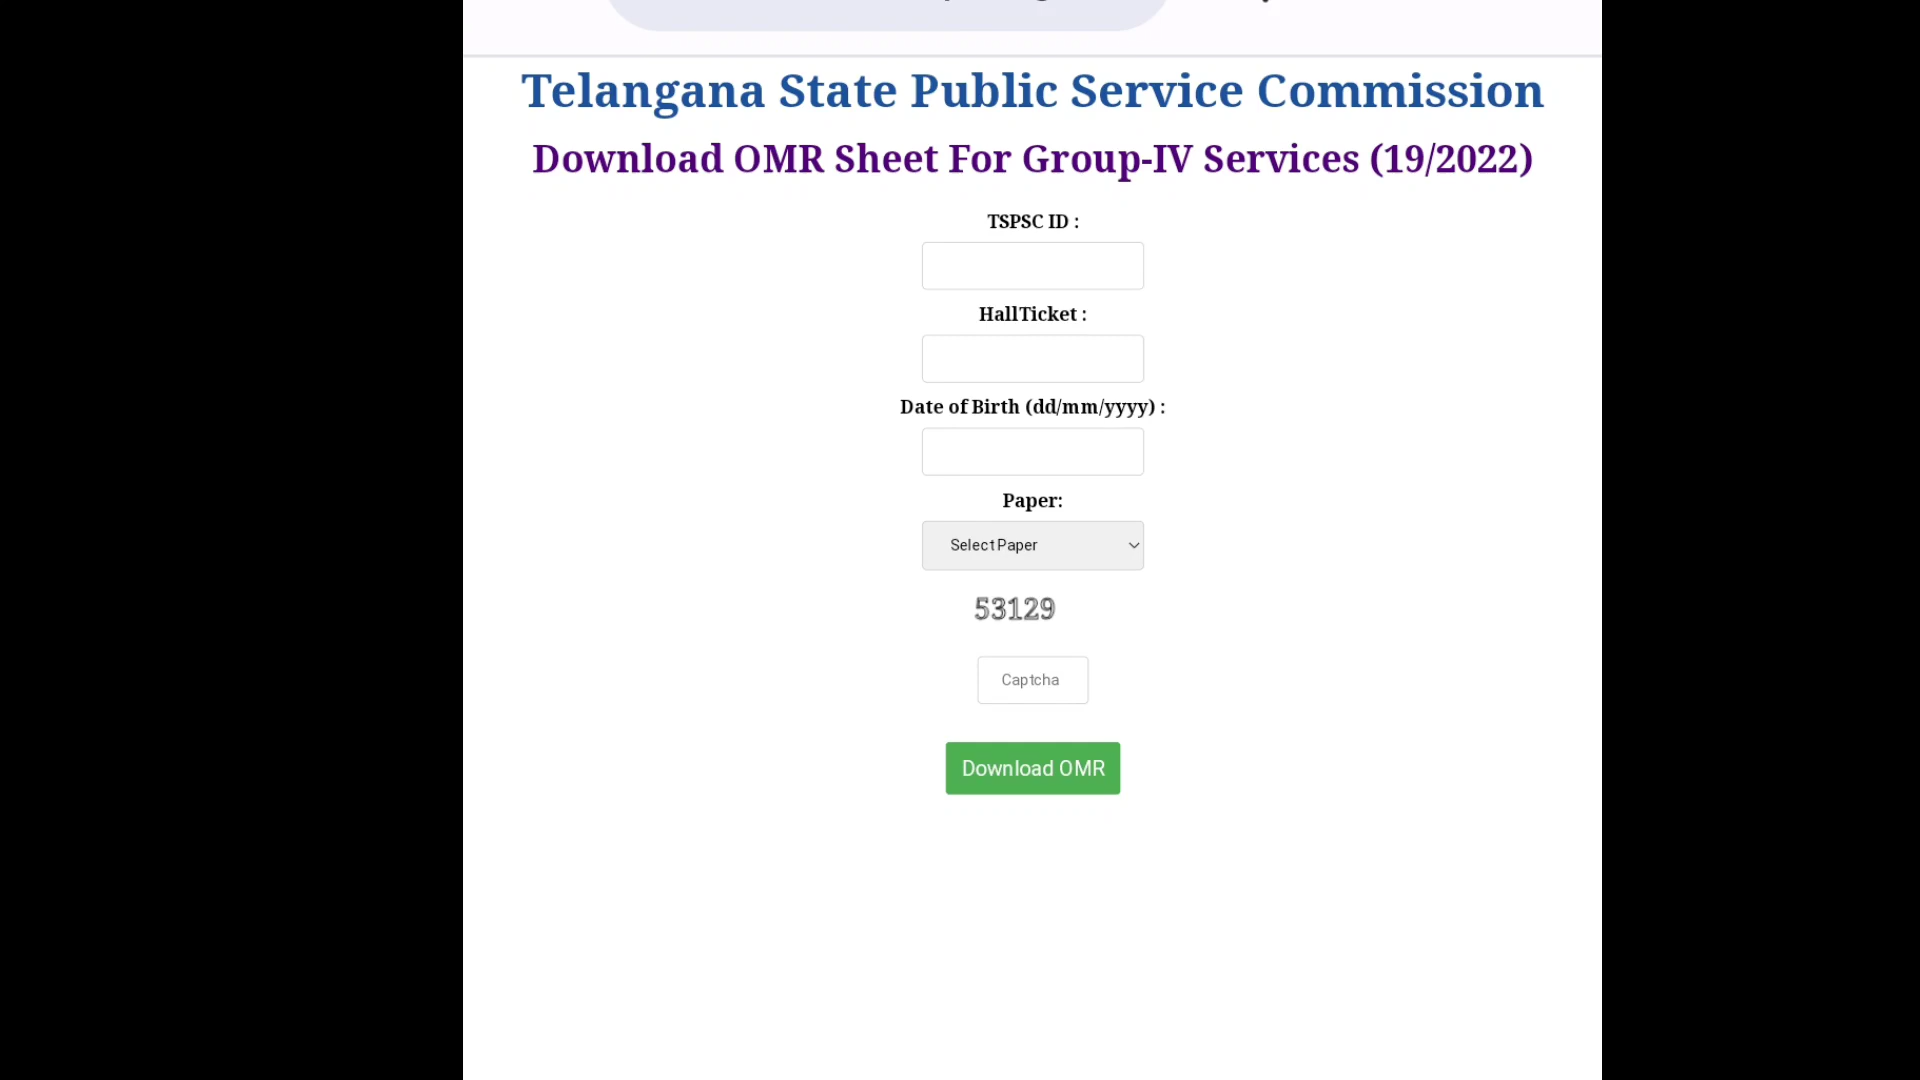 Telangana State Public Service Commission
Download OMR Sheet For Group-IV Services (19/2022)
TSPSC ID :
HallTicket :
Date of Birth (dd/mm/yyyy) :
Paper:
Select Paper
53129
Captcha
Download OMR